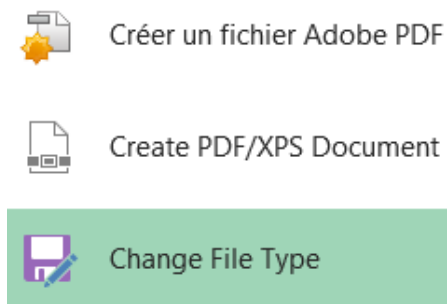 Créer un fichier Adobe PDF
Create PDF/XPS Document
Change File Type